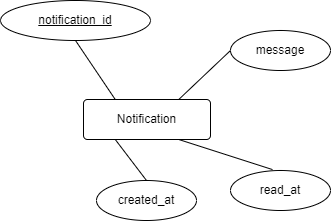 notification_id
message
Notification
created_at
read_at